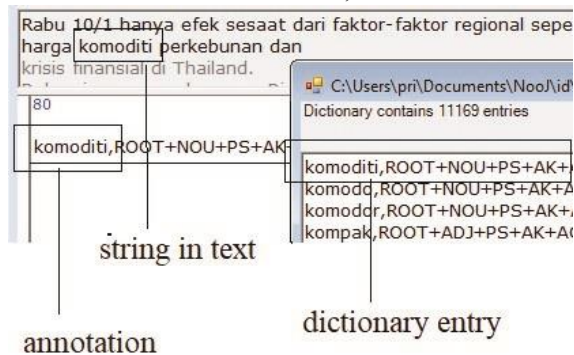 Rabu 10/1 hanya efek sesaat dari faktor-faktor regional sepe
harga komoditi perkebunan dan
krisis finansial di Thailand.
80
komoditi,ROOT+NOU+PS+AK
C:\Users\pri\Documents\NooJ\id\
Dictionary contains 11169 entries
komoditi,ROOT+NOU+PS+AK+
komodo,ROOT+NOU+PS+AK+A
komodor,ROOT+NOU+PS+AK+
kompak,ROOT+ADJ+PS+AK+AC
string in text
annotation
dictionary entry